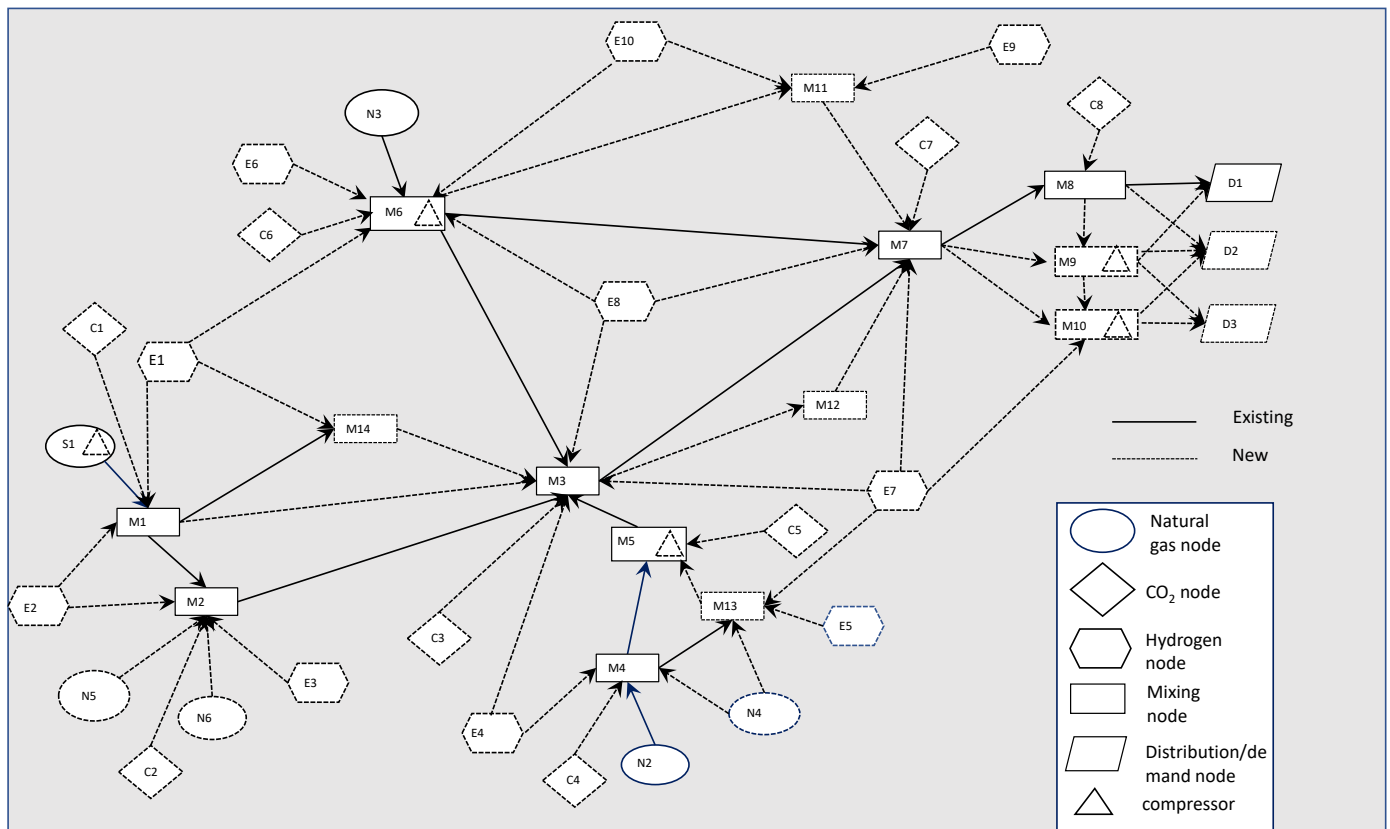 E10
E9
M11
C8
N3
C7
E6
M8
D1
M6
C6
M7
D2
M9
E8
C1
M10
D3
E1
M12
Existing
M14
S1
New
M3
E7
M1
M5
C5
Natural
gas node
CO2 node
E2
M2
M13
E5
C3
Hydrogen
node
M4
E3
N5
N6
N4
Mixing
node
E4
N2
C2
C4
Distribution/de
mand node
compressor